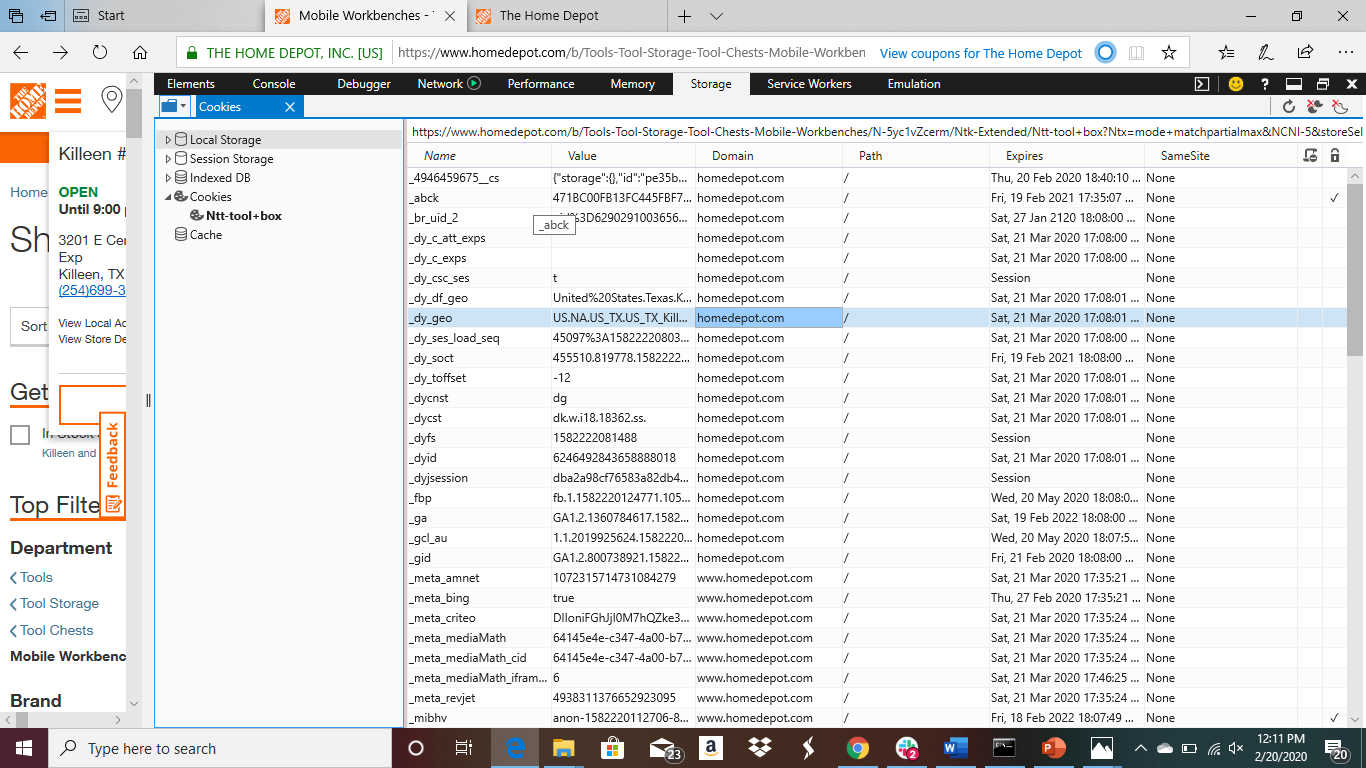 Start
Mobile Workbenches -
The Home Depot
THE HOME DEPOT, INC. [US]
https://www.homedepot.com/b/Tools-Tool-Storage-Tool-Chests-Mobile-Workben
View coupons for The Home Depot
Elements Console Debugger Network Performance Memory Storage Service Workers Emulation
Cookies
THE HOME DEPOT
Killeen #
OPEN
Until 9:00
3201 E Cen
Exp
Killeen, TX
(254)699-3
View Local Ad
View Store De
Home
Sh
Sort
Get
In Stock
Killeen and
Feedback
Top Filte
Department
Tools
Tool Storage
Tool Chests
Mobile Workbenc
Brand
Local Storage
Session Storage
Indexed DB
Cookies
Ntt-tool+box
Cache
https://www.homedepot.com/b/Tools-Tool-Storage-Tool-Chests-Mobile-Workbenches/N-5yc1vZcerm/Ntk-Extended/Ntt-tool+box?Ntx=mode+matchpartialmax&NCNI-5&storeSel
Name Value Domain Path Expires SameSite
_4946459675__cs {"storage":{},"id":"pe35b... homedepot.com / Thu, 20 Feb 2020 18:40:10 ... None
_abck 471BC00FB13FC445FBF7... homedepot.com / Fri, 19 Feb 2021 17:35:07 ... None ✓
_br_uid_2 %3D6290291003656... homedepot.com / Sat, 27 Jan 2120 18:08:00 ... None
_abck
_dy_c_att_exps homedepot.com / Sat, 21 Mar 2020 17:08:00 ... None
_dy_c_exps homedepot.com / Sat, 21 Mar 2020 17:08:00 ... None
_dy_csc_ses t homedepot.com / Session None
_dy_df_geo United%20States.Texas.K... homedepot.com / Sat, 21 Mar 2020 17:08:01 ... None
_dy_geo US.NA.US_TX.US_TX_Kill... homedepot.com / Sat, 21 Mar 2020 17:08:01 ... None
_dy_ses_load_seq 45097%3A15822220803... homedepot.com / Sat, 21 Mar 2020 17:08:00 ... None
_dy_soct 455510.819778.1582222... homedepot.com / Fri, 19 Feb 2021 18:08:00 ... None
_dy_toffset -12 homedepot.com / Sat, 21 Mar 2020 17:08:01 ... None
_dycnst dg homedepot.com / Sat, 21 Mar 2020 17:08:01 ... None
_dycst dk.w.i18.18362.ss. homedepot.com / Sat, 21 Mar 2020 17:08:01 ... None
_dyfs 1582222081488 homedepot.com / Session None
_dyid 6246492843658888018 homedepot.com / Sat, 21 Mar 2020 17:08:01 ... None
_dyjsession dba2a98cf76583a82db4... homedepot.com / Session None
_fbp fb.1.1582220124771.105... homedepot.com / Wed, 20 May 2020 18:08:0... None
_ga GA1.2.1360784617.1582... homedepot.com / Sat, 19 Feb 2022 18:08:00 ... None
_gcl_au 1.1.2019925624.1582220... homedepot.com / Wed, 20 May 2020 18:07:5... None
_gid GA1.2.800738921.15822... homedepot.com / Fri, 21 Feb 2020 18:08:00 ... None
_meta_amnet 1072315714731084279 www.homedepot.com / Sat, 21 Mar 2020 17:35:21 ... None
_meta_bing true www.homedepot.com / Thu, 27 Feb 2020 17:35:21 ... None
_meta_criteo DlIoniFGhJjI0M7hQZke3... www.homedepot.com / Sat, 21 Mar 2020 17:35:24 ... None
_meta_mediaMath 64145e4e-c347-4a00-b7... www.homedepot.com / Sat, 21 Mar 2020 17:35:24 ... None
_meta_mediaMath_cid 64145e4e-c347-4a00-b7... www.homedepot.com / Sat, 21 Mar 2020 17:35:24 ... None
_meta_mediaMath_ifram... 6 www.homedepot.com / Sat, 21 Mar 2020 17:46:25 ... None
_meta_revjet 4938311376652923095 www.homedepot.com / Sat, 21 Mar 2020 17:35:24 ... None
_mibhv anon-1582220112706-8... homedepot.com / Fri, 18 Feb 2022 18:07:49 ... None ✓
Type here to search
23
2
12:11 PM
2/20/2020
20